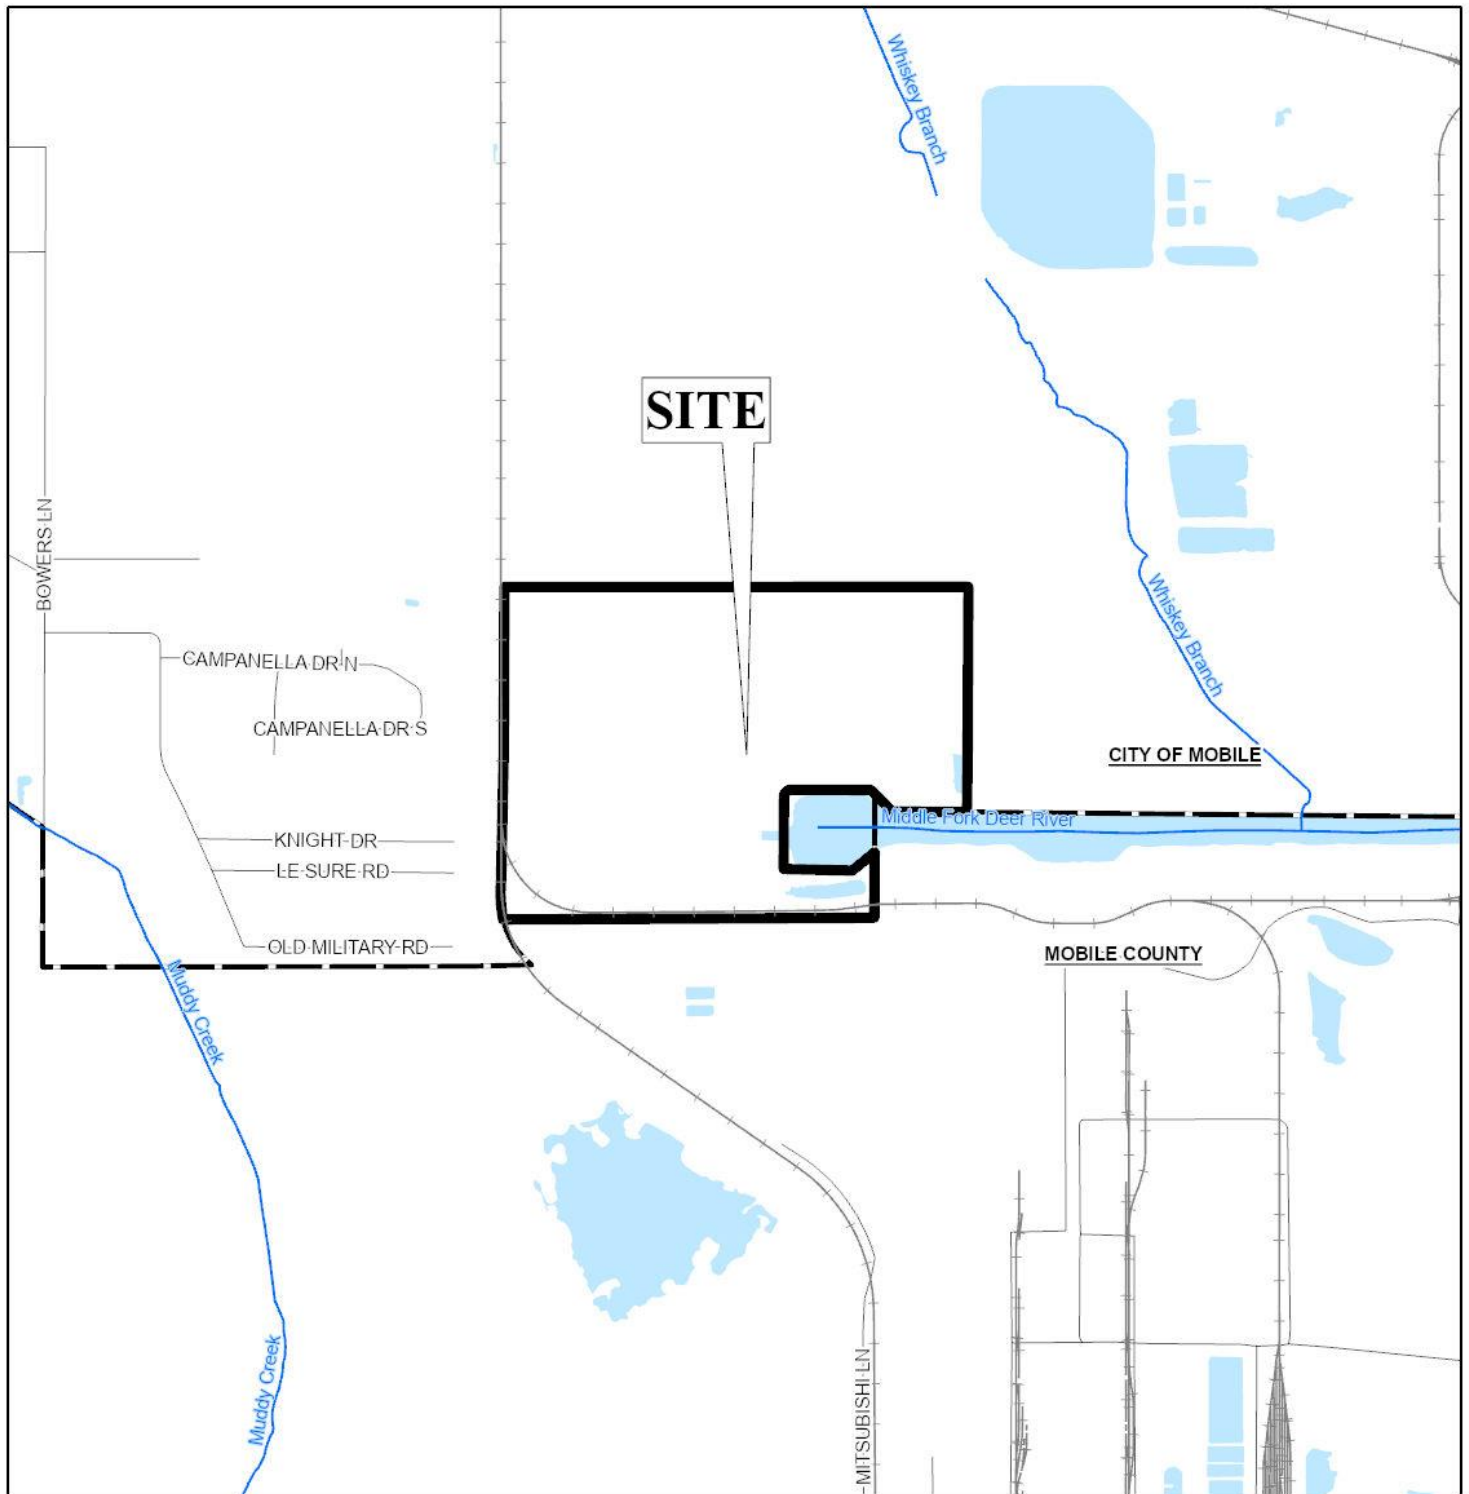 Whiskey Branch
SITE
BOWERS LN
Whiskey Branch
CAMPANELLA DR N
CAMPANELLA DR S
CITY OF MOBILE
Middle Fork Deer River
KNIGHT DR
LE SURE RD
OLD MILITARY RD
MOBILE COUNTY
Muddy Creek
Muddy Creek
MITSUBISHI LN